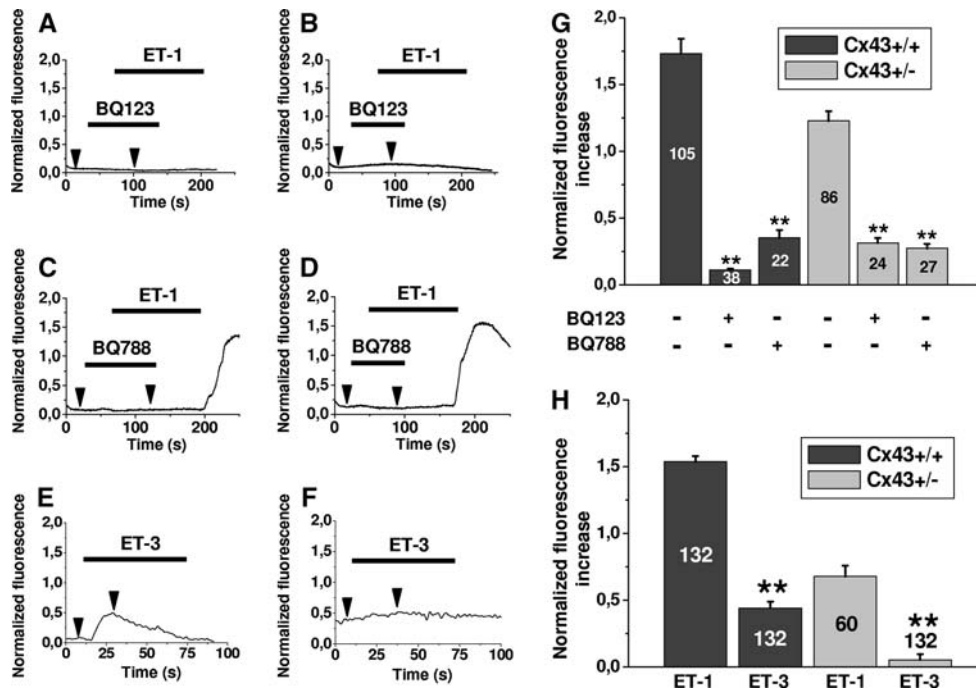 A
Normalized fluorescence
2,0
1,5
1,0
0,5
0,0
ET-1
BQ123
0
100
200
Time (s)
B
Normalized fluorescence
2,0
1,5
1,0
0,5
0,0
ET-1
BQ123
0
100
200
Time (s)
C
Normalized fluorescence
2,0
1,5
1,0
0,5
0,0
ET-1
BQ788
0
100
200
Time (s)
D
Normalized fluorescence
2,0
1,5
1,0
0,5
0,0
ET-1
BQ788
0
100
200
Time (s)
E
Normalized fluorescence
2,0
1,5
1,0
0,5
0,0
ET-3
0
25
50
75
100
Time (s)
F
Normalized fluorescence
2,0
1,5
1,0
0,5
0,0
ET-3
0
25
50
75
100
Time (s)
G
Normalized fluorescence
increase
2,0
1,5
1,0
0,5
0,0
Cx43+/+
Cx43+/-
105
**
38
**
22
86
**
24
**
27
BQ123 - + - - + -
BQ788 - - + - - +
H
Normalized fluorescence
increase
2,0
1,5
1,0
0,5
0,0
Cx43+/+
Cx43+/-
132
**
132
60
**
132
ET-1 ET-3 ET-1 ET-3